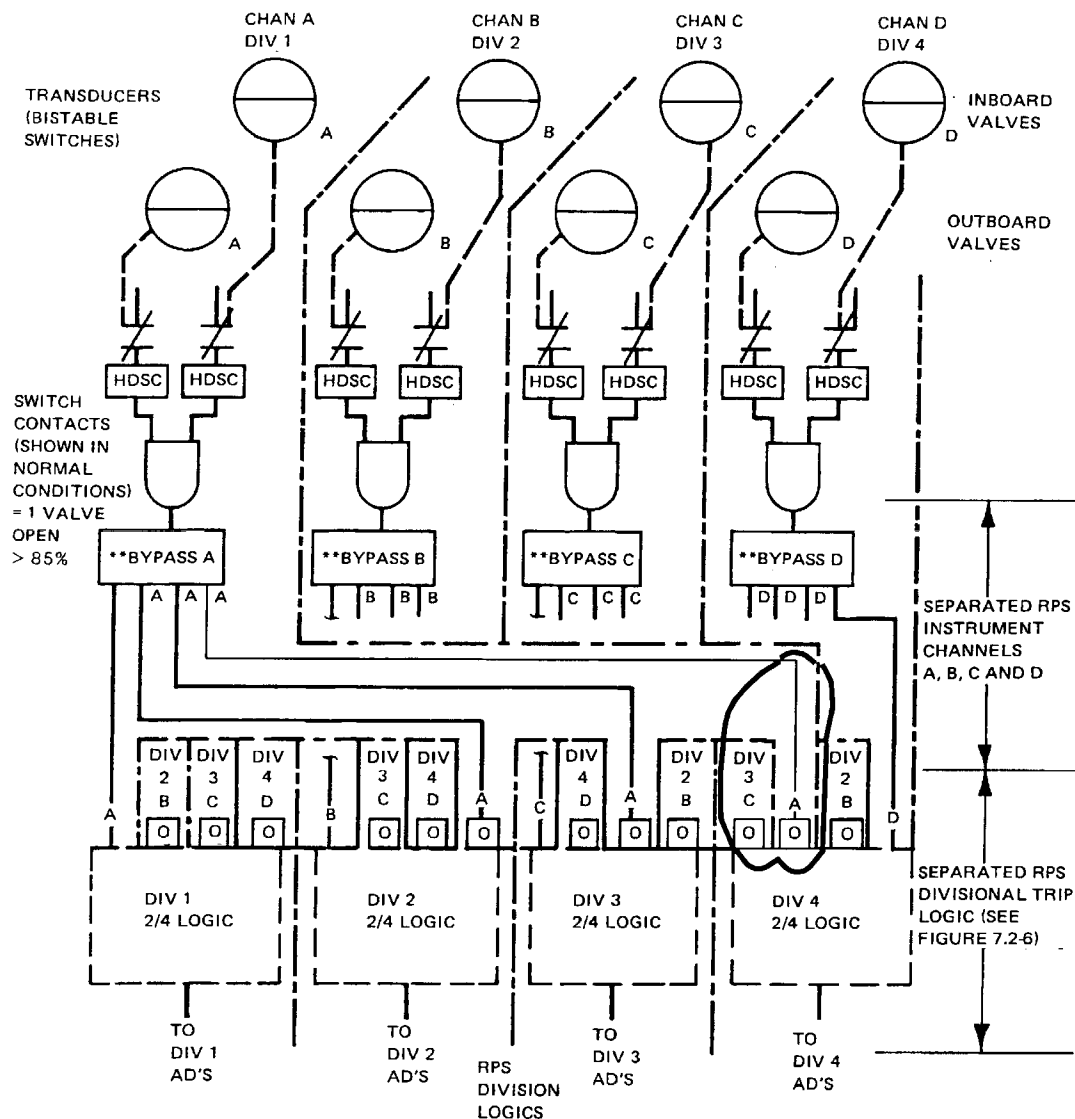 CHAN A
DIV 1
CHAN B
DIV 2
CHAN C
DIV 3
CHAN D
DIV 4
TRANSDUCERS
(BISTABLE
SWITCHES)
A
B
C
D
INBOARD
VALVES
A
B
C
D
OUTBOARD
VALVES
HDSC
HDSC
HDSC
HDSC
HDSC
HDSC
HDSC
HDSC
SWITCH
CONTACTS
(SHOWN IN
NORMAL
CONDITIONS)
= 1 VALVE
OPEN
> 85%
**BYPASS A
**BYPASS B
**BYPASS C
**BYPASS D
A A A
B B B
C C C
D D D
SEPARATED RPS
INSTRUMENT
CHANNELS
A, B, C AND D
A
DIV
2
B
O
DIV
3
C
O
DIV
4
D
O
B
DIV
3
C
O
DIV
4
D
O
A
O
C
DIV
4
D
O
A
O
DIV
2
B
O
DIV
3
C
O
A
O
DIV
2
B
O
D
DIV 1
2/4 LOGIC
DIV 2
2/4 LOGIC
DIV 3
2/4 LOGIC
DIV 4
2/4 LOGIC
SEPARATED RPS
DIVISIONAL TRIP
LOGIC (SEE
FIGURE 7.2-6)
TO
DIV 1
AD'S
TO
DIV 2
AD'S
RPS
DIVISION
LOGICS
TO
DIV 3
AD'S
TO
DIV 4
AD'S